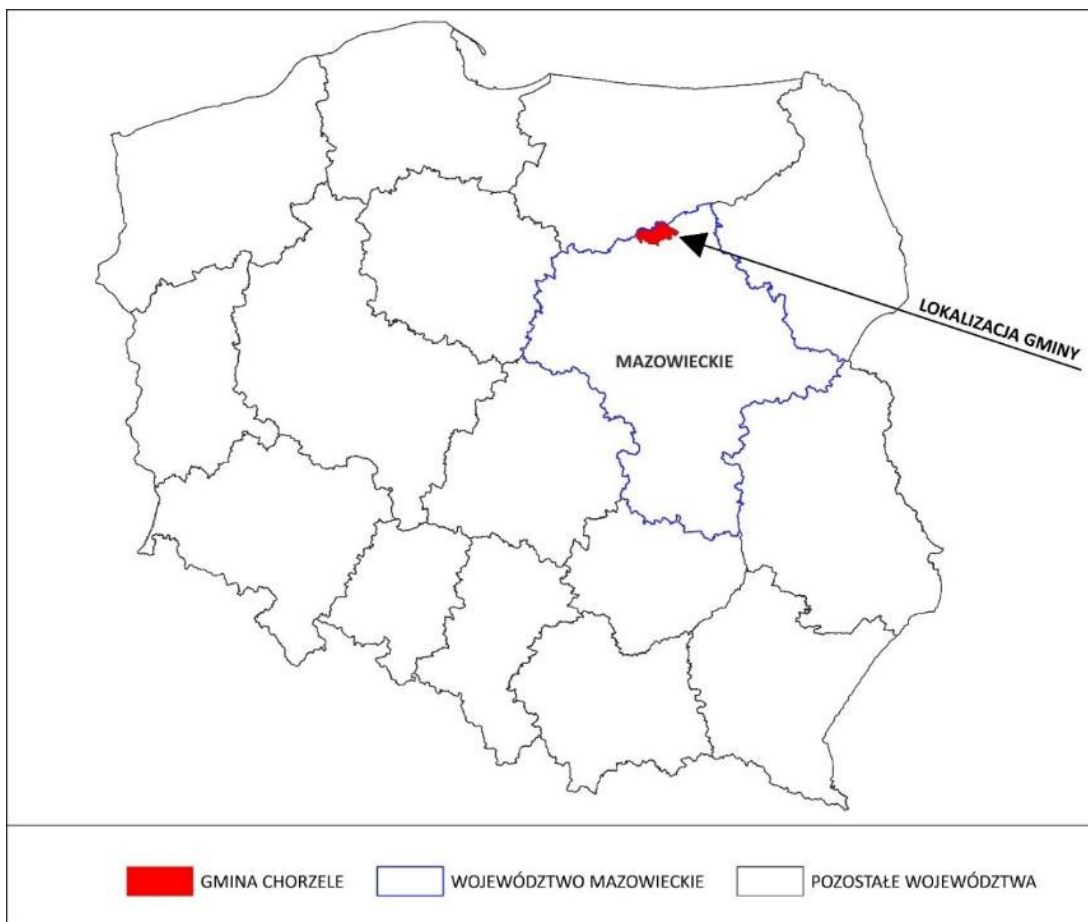 LOKALIZACJA GMINY
MAZOWIECKIE
GMINA CHORZELE
WOJEWÓDZTWO MAZOWIECKIE
POZOSTAŁE WOJEWÓDZTWA